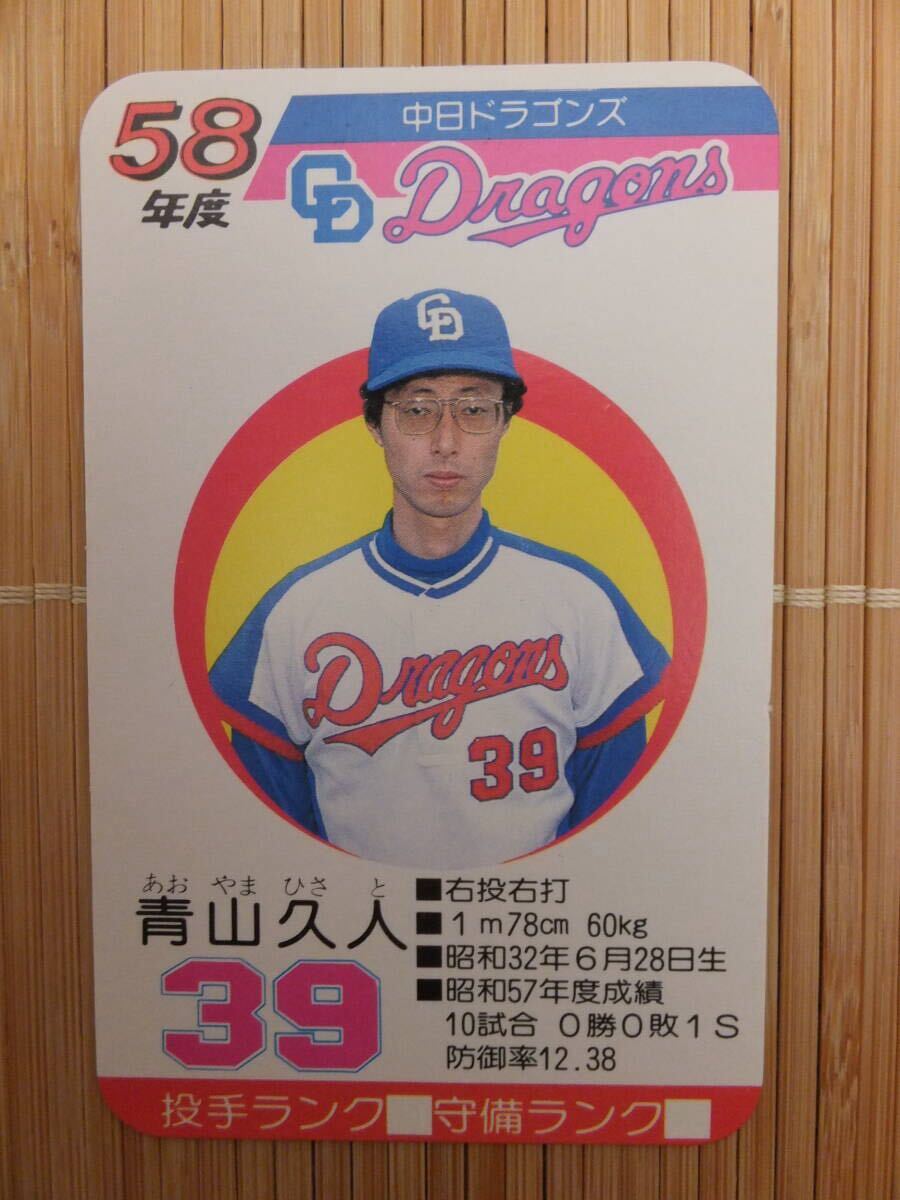 58
年度
中日ドラゴンズ
CD Dragons
CD
Dragons
39
あおやまひさと
青山久人
39
■右投右打
■1m78cm 60kg
■昭和32年6月28日生
■昭和57年度成績
10試合 0勝0敗1S
防御率12.38
投手ランク□守備ランク□